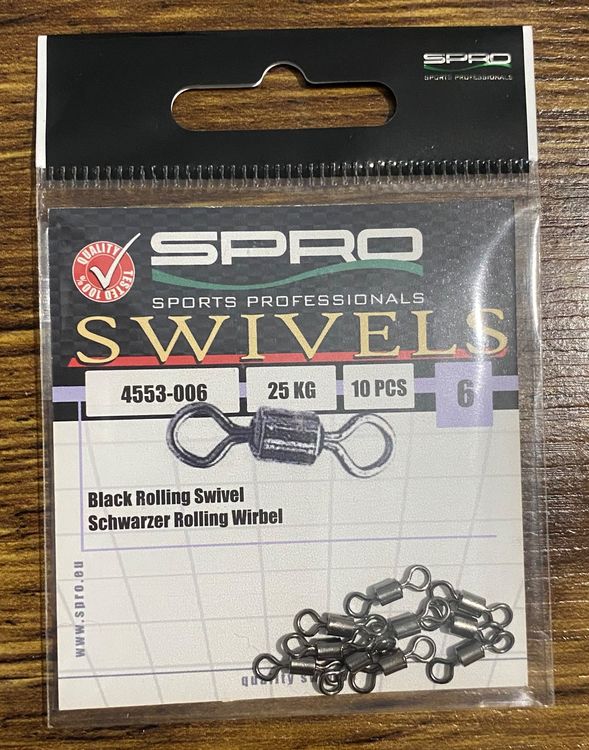 SPRO
SPORTS PROFESSIONALS
QUALITY
TESTED 100%
SPRO
SPORTS PROFESSIONALS
SWIVELS
4553-006
25 KG
10 PCS
6
Black Rolling Swivel
Schwarzer Rolling Wirbel
www.spro.eu
quality